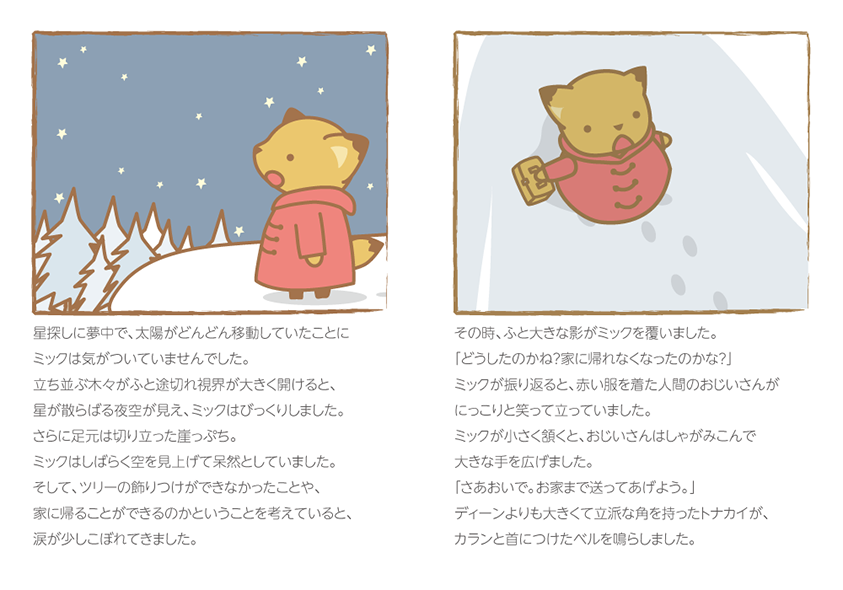 星探しに夢中で、太陽がどんどん移動していたことに
ミックは気がついていませんでした。
立ち並ぶ木々がふと途切れ視界が大きく開けると、
星が散らばる夜空が見え、ミックはびっくりしました。
さらに足元は切り立った崖っぷち。
ミックはしばらく空を見上げて呆然としていました。
そして、ツリーの飾りつけができなかったことや、
家に帰ることができるのかということを考えていると、
涙が少しこぼれてきました。
その時、ふと大きな影がミックを覆いました。
「どうしたのかね?家に帰れなくなったのかな?」
ミックが振り返ると、赤い服を着た人間のおじいさんが
にっこりと笑って立っていました。
ミックが小さく頷くと、おじいさんはしゃがみこんで
大きな手を広げました。
「さあおいで。お家まで送ってあげよう。」
ディーンよりも大きくて立派な角を持ったトナカイが、
カランと首につけたベルを鳴らしました。